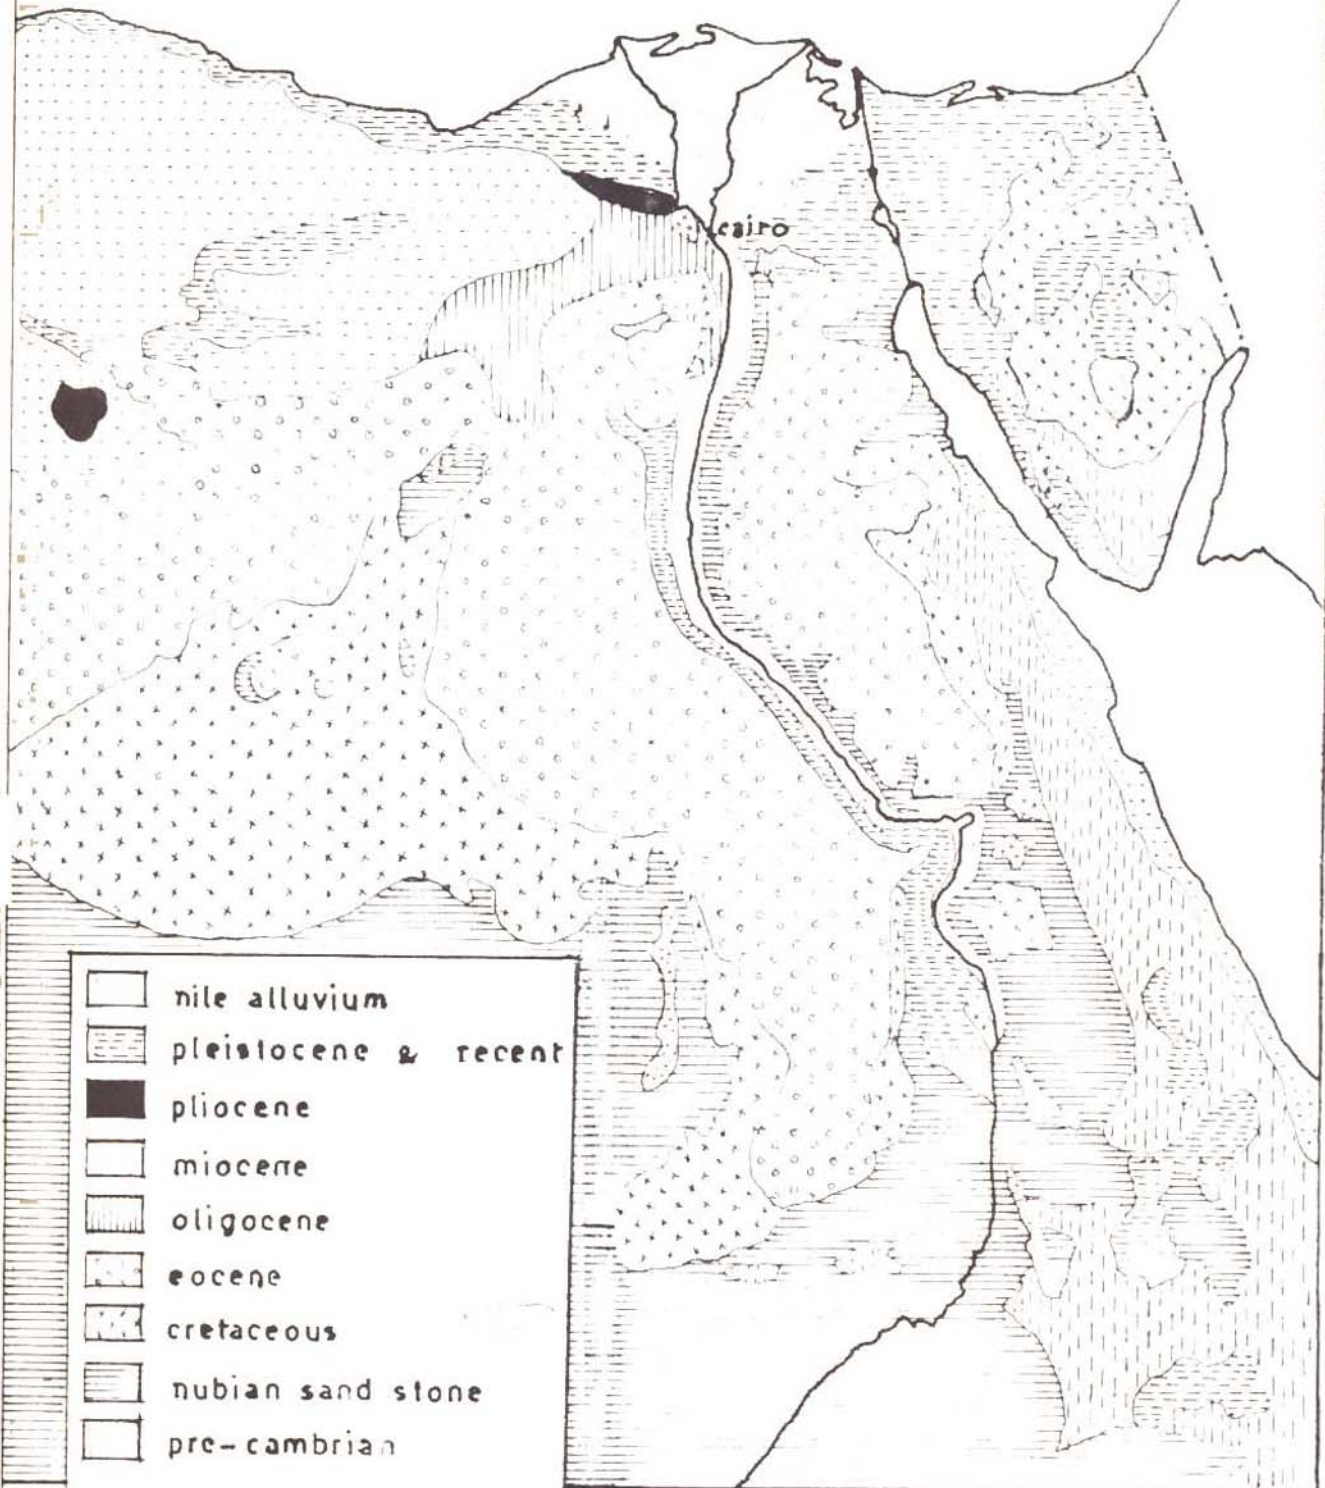 cairo
nile alluvium
pleistocene & recent
pliocene
miocene
oligocene
eocene
cretaceous
nubian sand stone
pre-cambrian